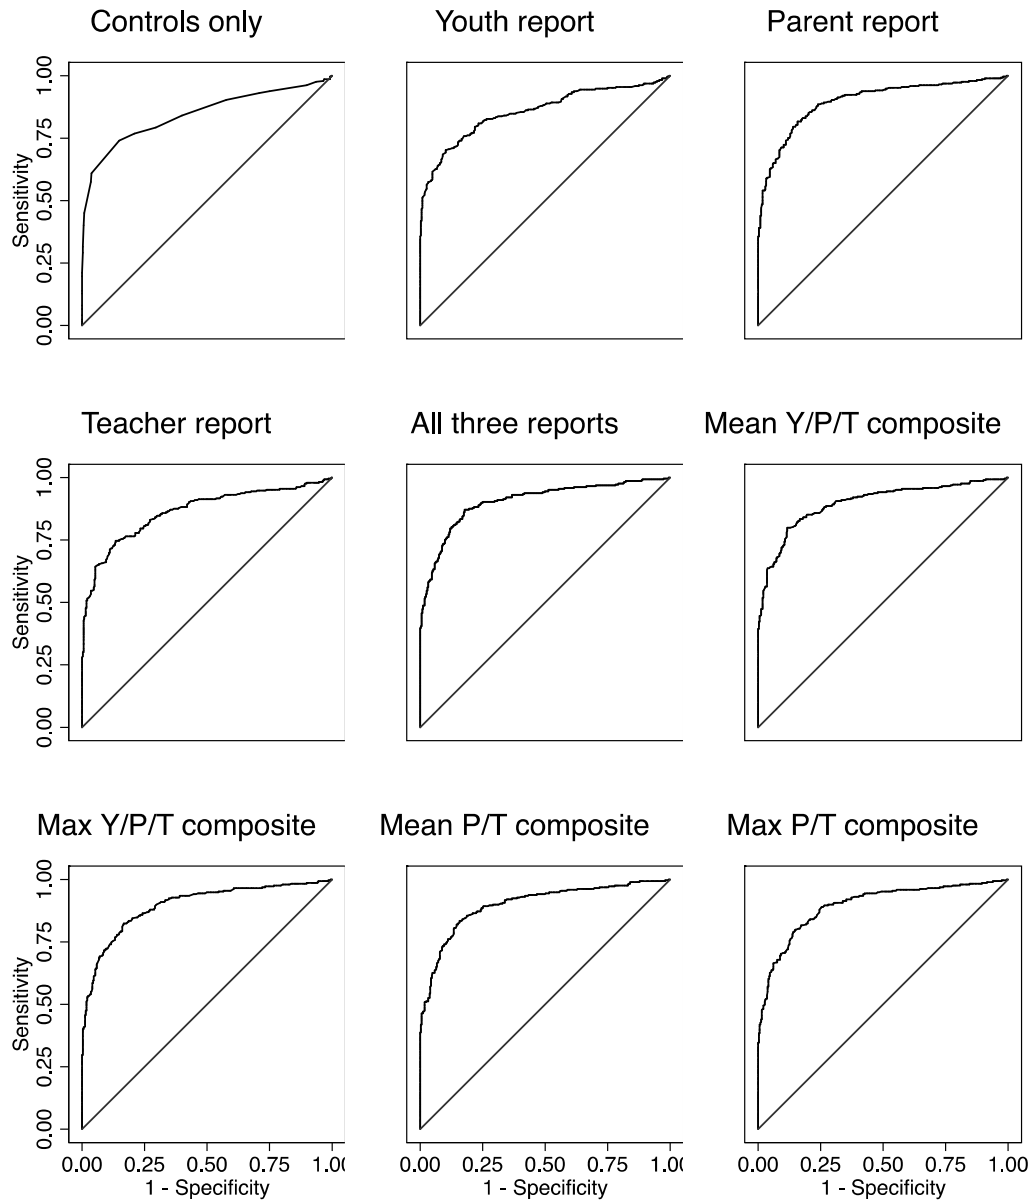 Controls only
Youth report
Parent report
Sensitivity
0.00 0.25 0.50 0.75 1.00
Teacher report
All three reports
Mean Y/P/T composite
Sensitivity
0.00 0.25 0.50 0.75 1.00
Max Y/P/T composite
Mean P/T composite
Max P/T composite
Sensitivity
0.00 0.25 0.50 0.75 1.00
0.00 0.25 0.50 0.75 1.0
0.00 0.25 0.50 0.75 1.0
0.00 0.25 0.50 0.75 1.00
1 - Specificity
1 - Specificity
1 - Specificity